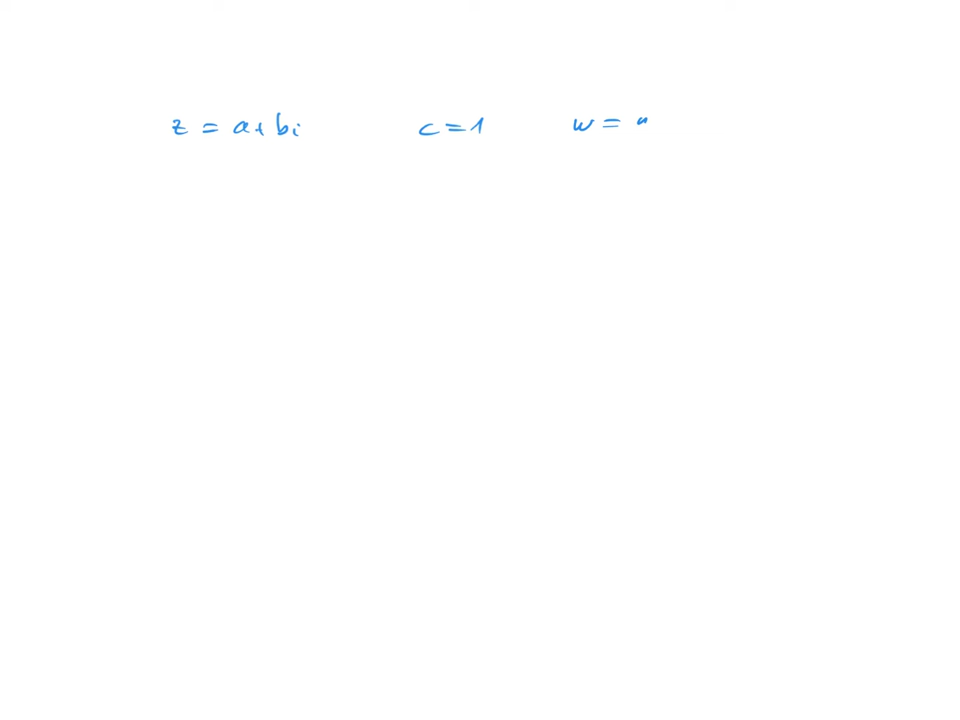 z = a + bi c = 1 w =